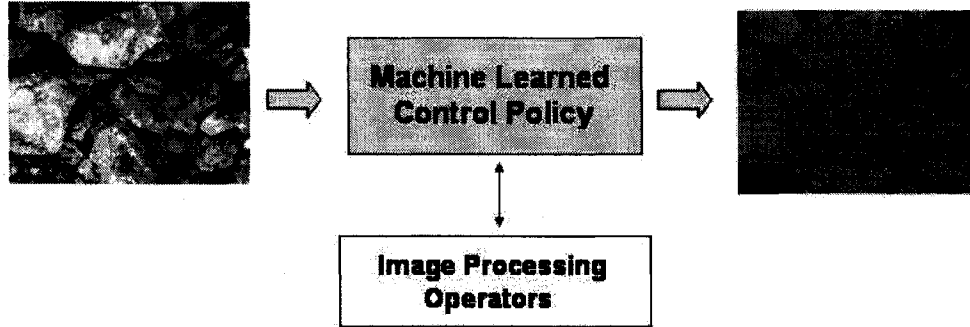 Machine Learned
Control Policy
Image Processing
Operators